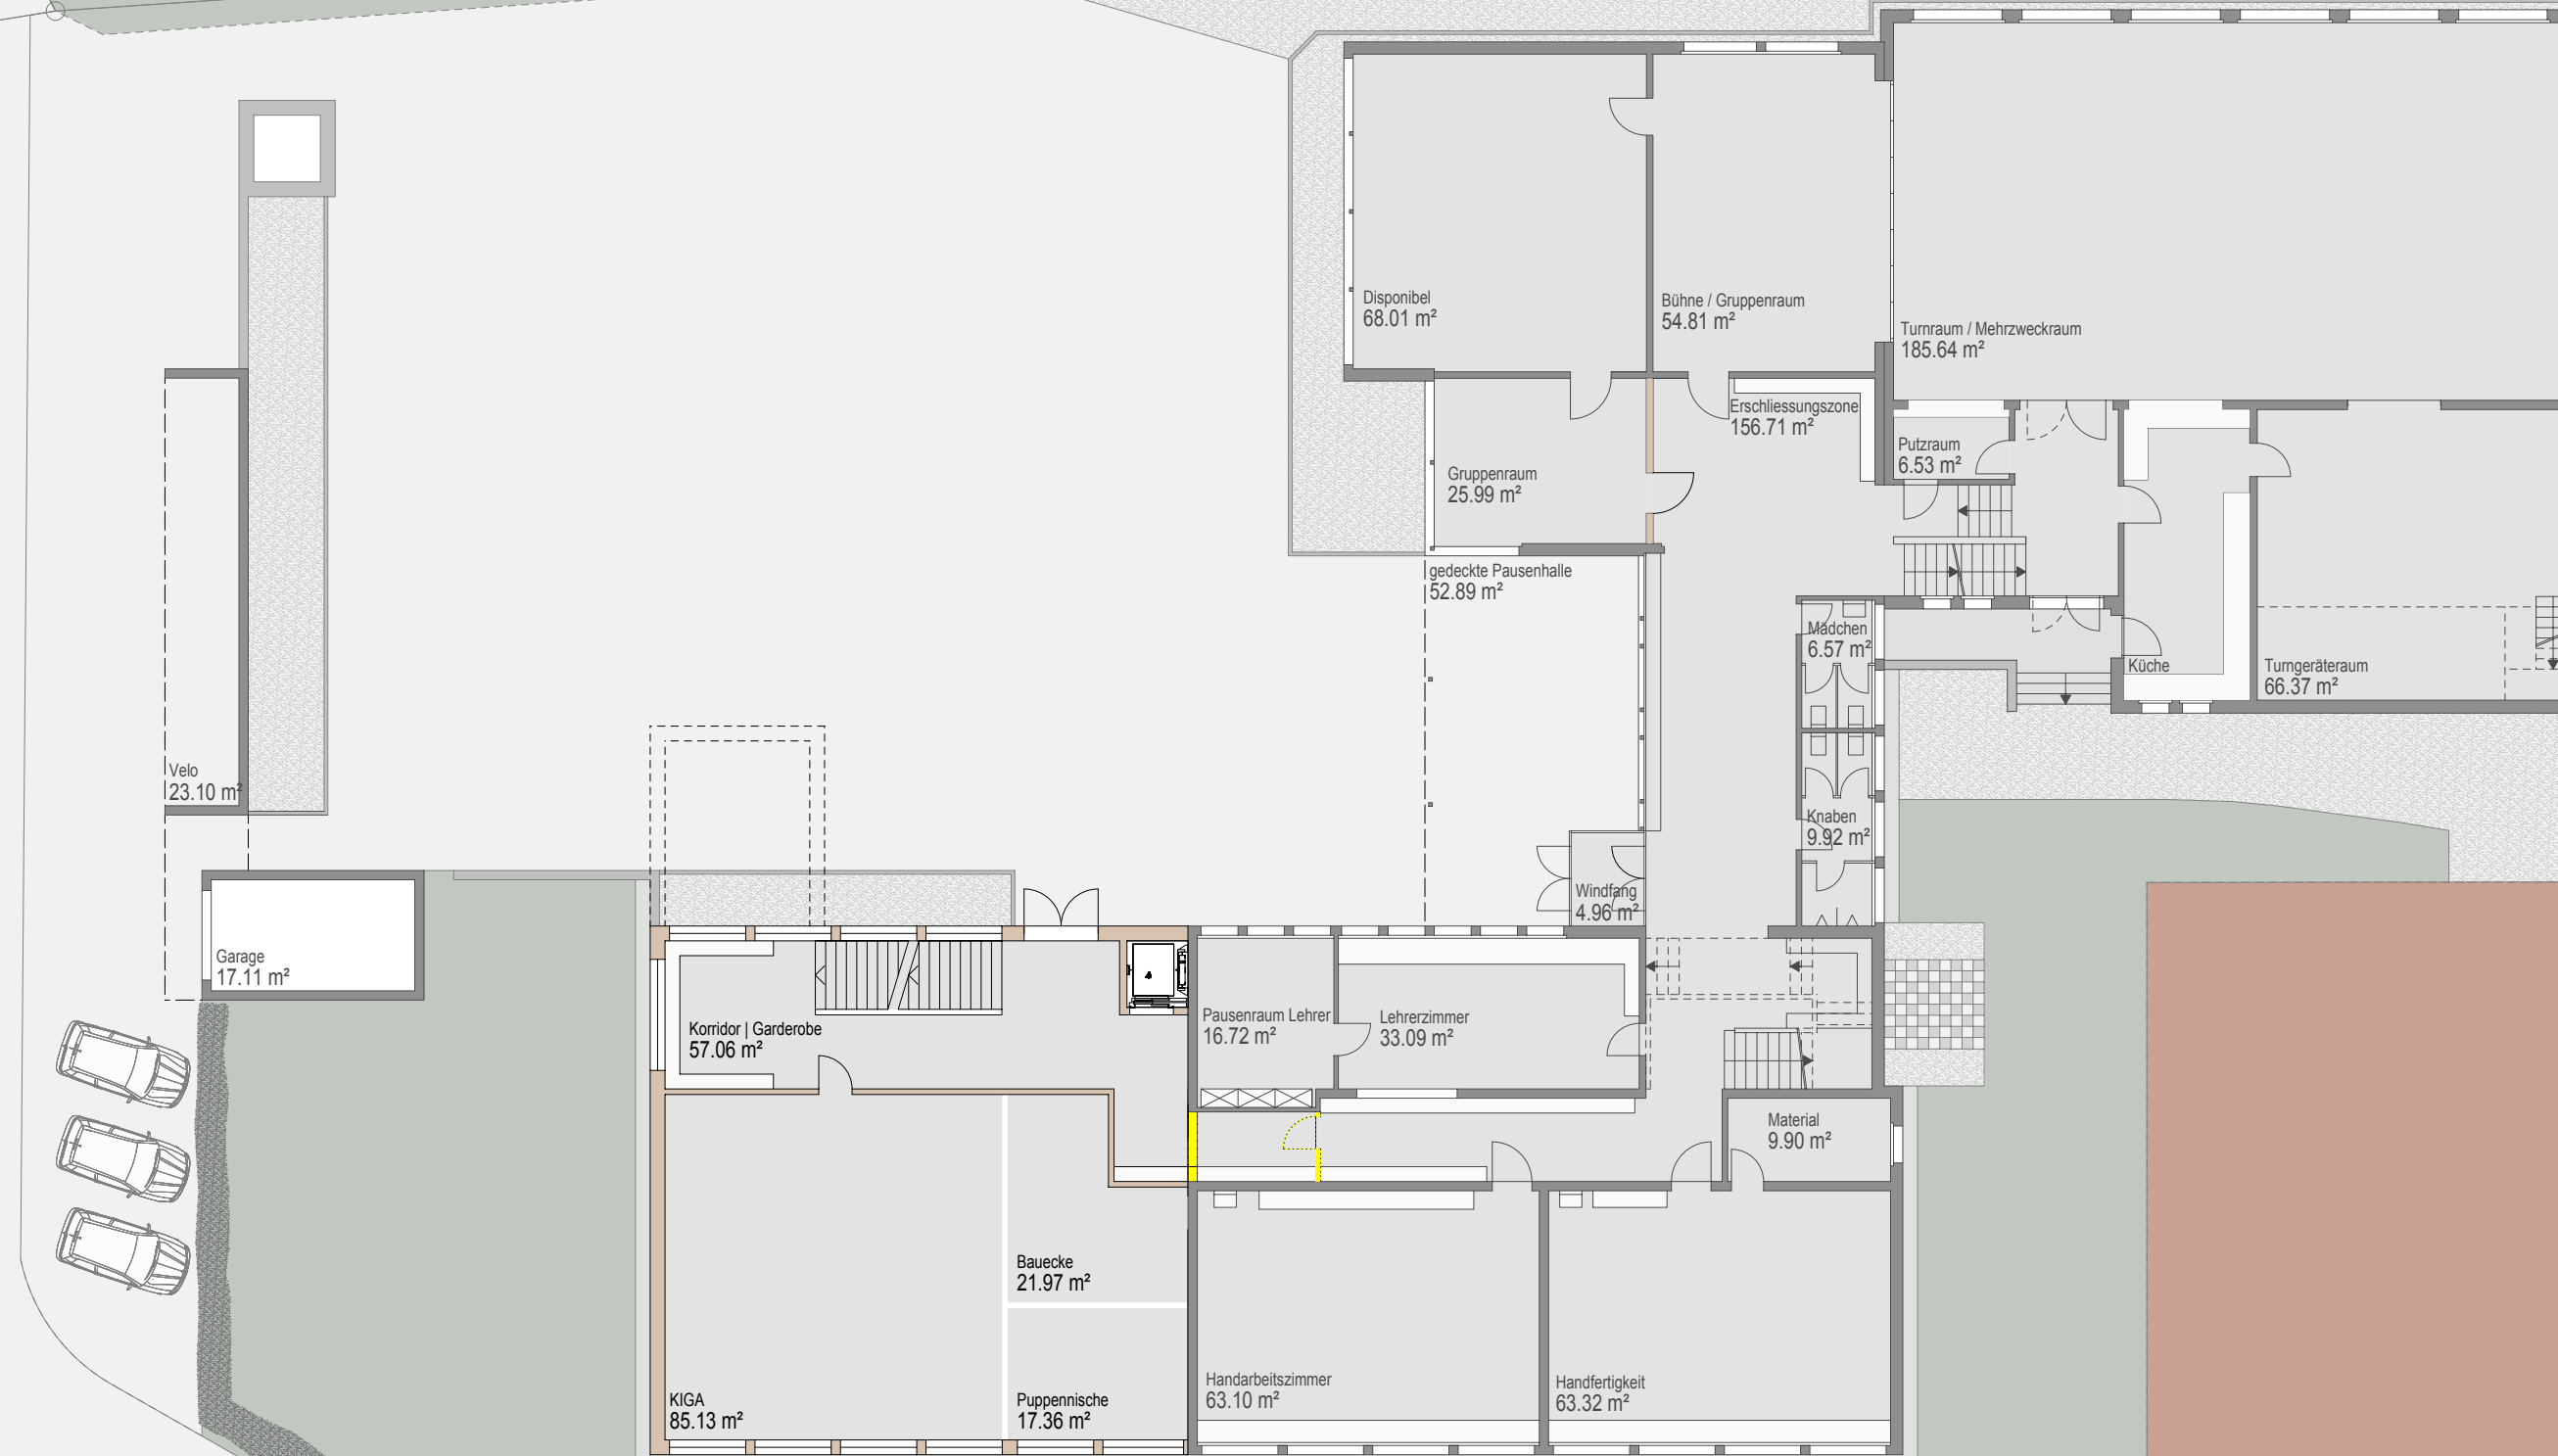 Disponibel
68.01 m²
Bühne / Gruppenraum
54.81 m²
Turnraum / Mehrzweckraum
185.64 m²
Erschliessungszone
156.71 m²
Putzraum
6.53 m²
Gruppenraum
25.99 m²
gedeckte Pausenhalle
52.89 m²
Mädchen
6.57 m²
Küche
Turngeräteraum
66.37 m²
Velo
23.10 m²
Knaben
9.92 m²
Windfang
4.96 m²
Garage
17.11 m²
Korridor | Garderobe
57.06 m²
Pausenraum Lehrer
16.72 m²
Lehrerzimmer
33.09 m²
Material
9.90 m²
Bauecke
21.97 m²
KIGA
85.13 m²
Puppennische
17.36 m²
Handarbeitszimmer
63.10 m²
Handfertigkeit
63.32 m²